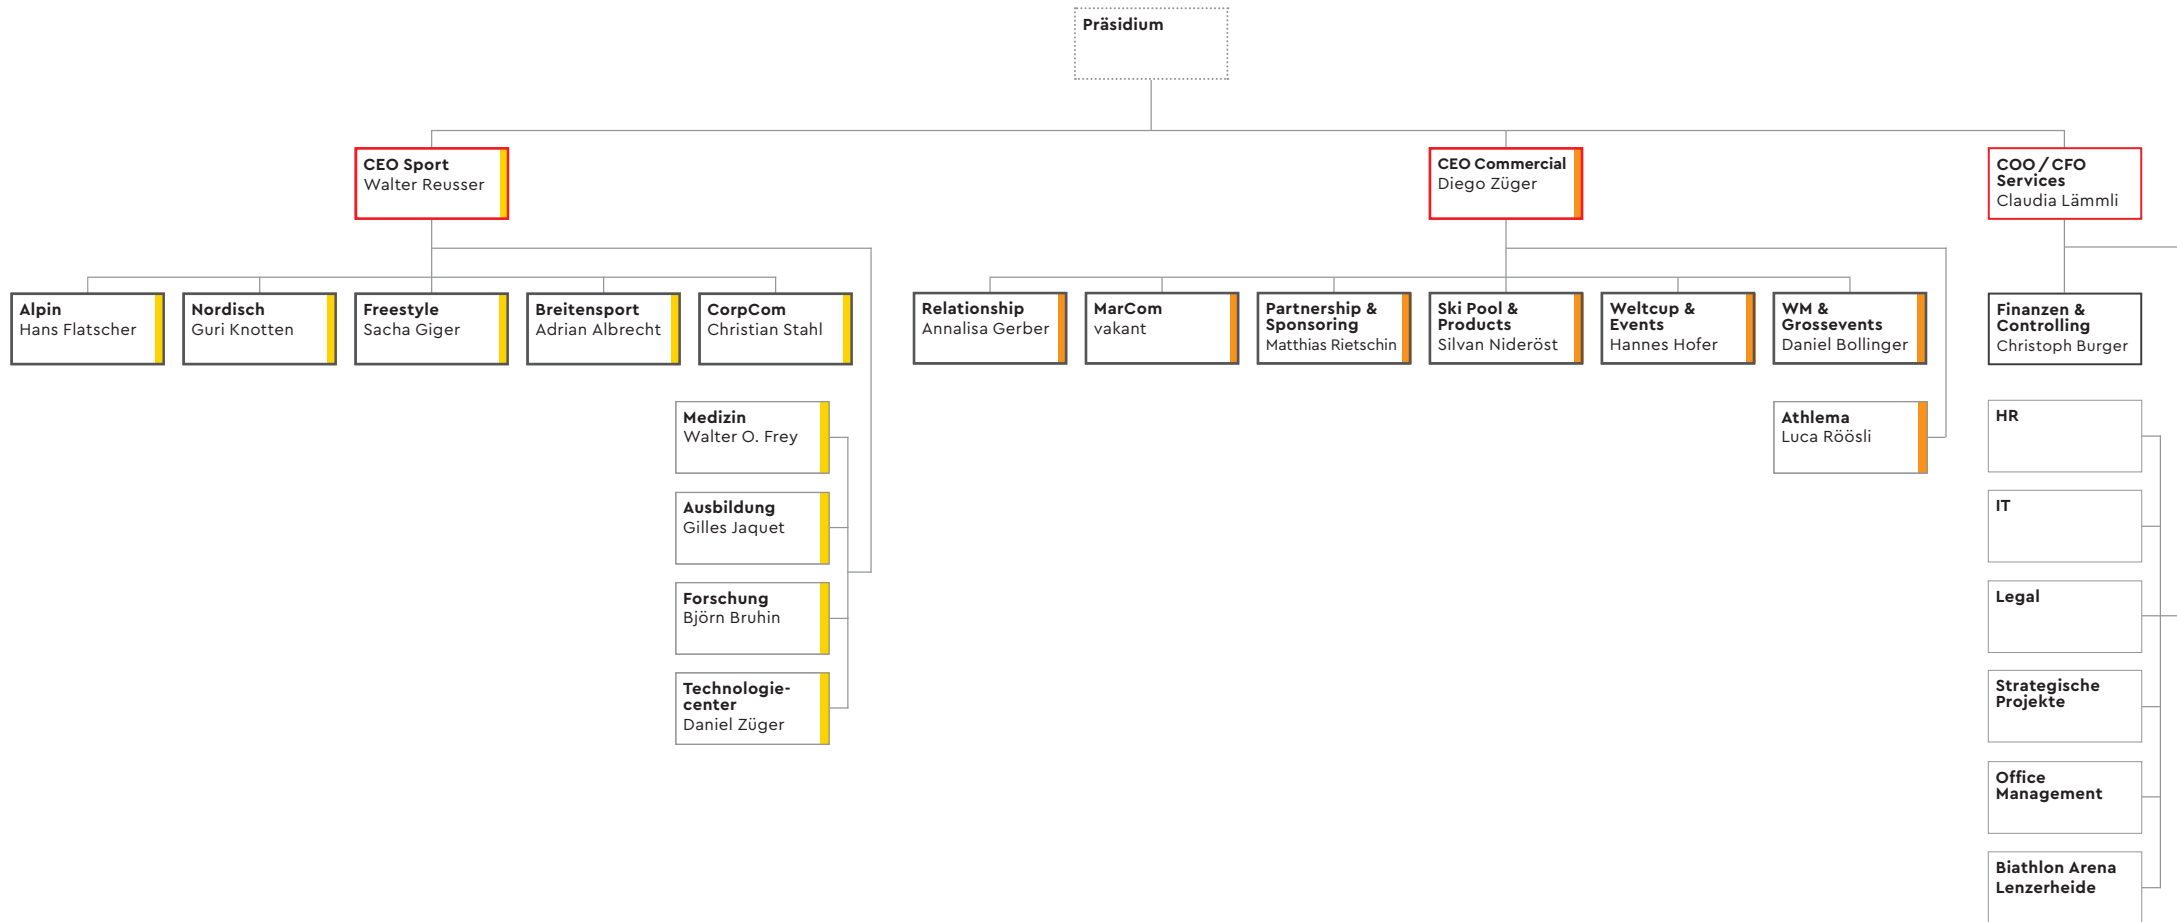 Präsidium
CEO Sport
Walter Reusser
CEO Commercial
Diego Züger
COO / CFO
Services
Claudia Lämmli
Alpin
Hans Flatscher
Nordisch
Guri Knotten
Freestyle
Sacha Giger
Breitensport
Adrian Albrecht
CorpCom
Christian Stahl
Relationship
Annalisa Gerber
MarCom
vakant
Partnership &
Sponsoring
Matthias Rietschin
Ski Pool &
Products
Silvan Nideröst
Weltcup &
Events
Hannes Hofer
WM &
Grossevents
Daniel Bollinger
Finanzen &
Controlling
Christoph Burger
Medizin
Walter O. Frey
Ausbildung
Gilles Jaquet
Forschung
Björn Bruhin
Technologie-
center
Daniel Züger
Athlema
Luca Röösli
HR
IT
Legal
Strategische
Projekte
Office
Management
Biathlon Arena
Lenzerheide